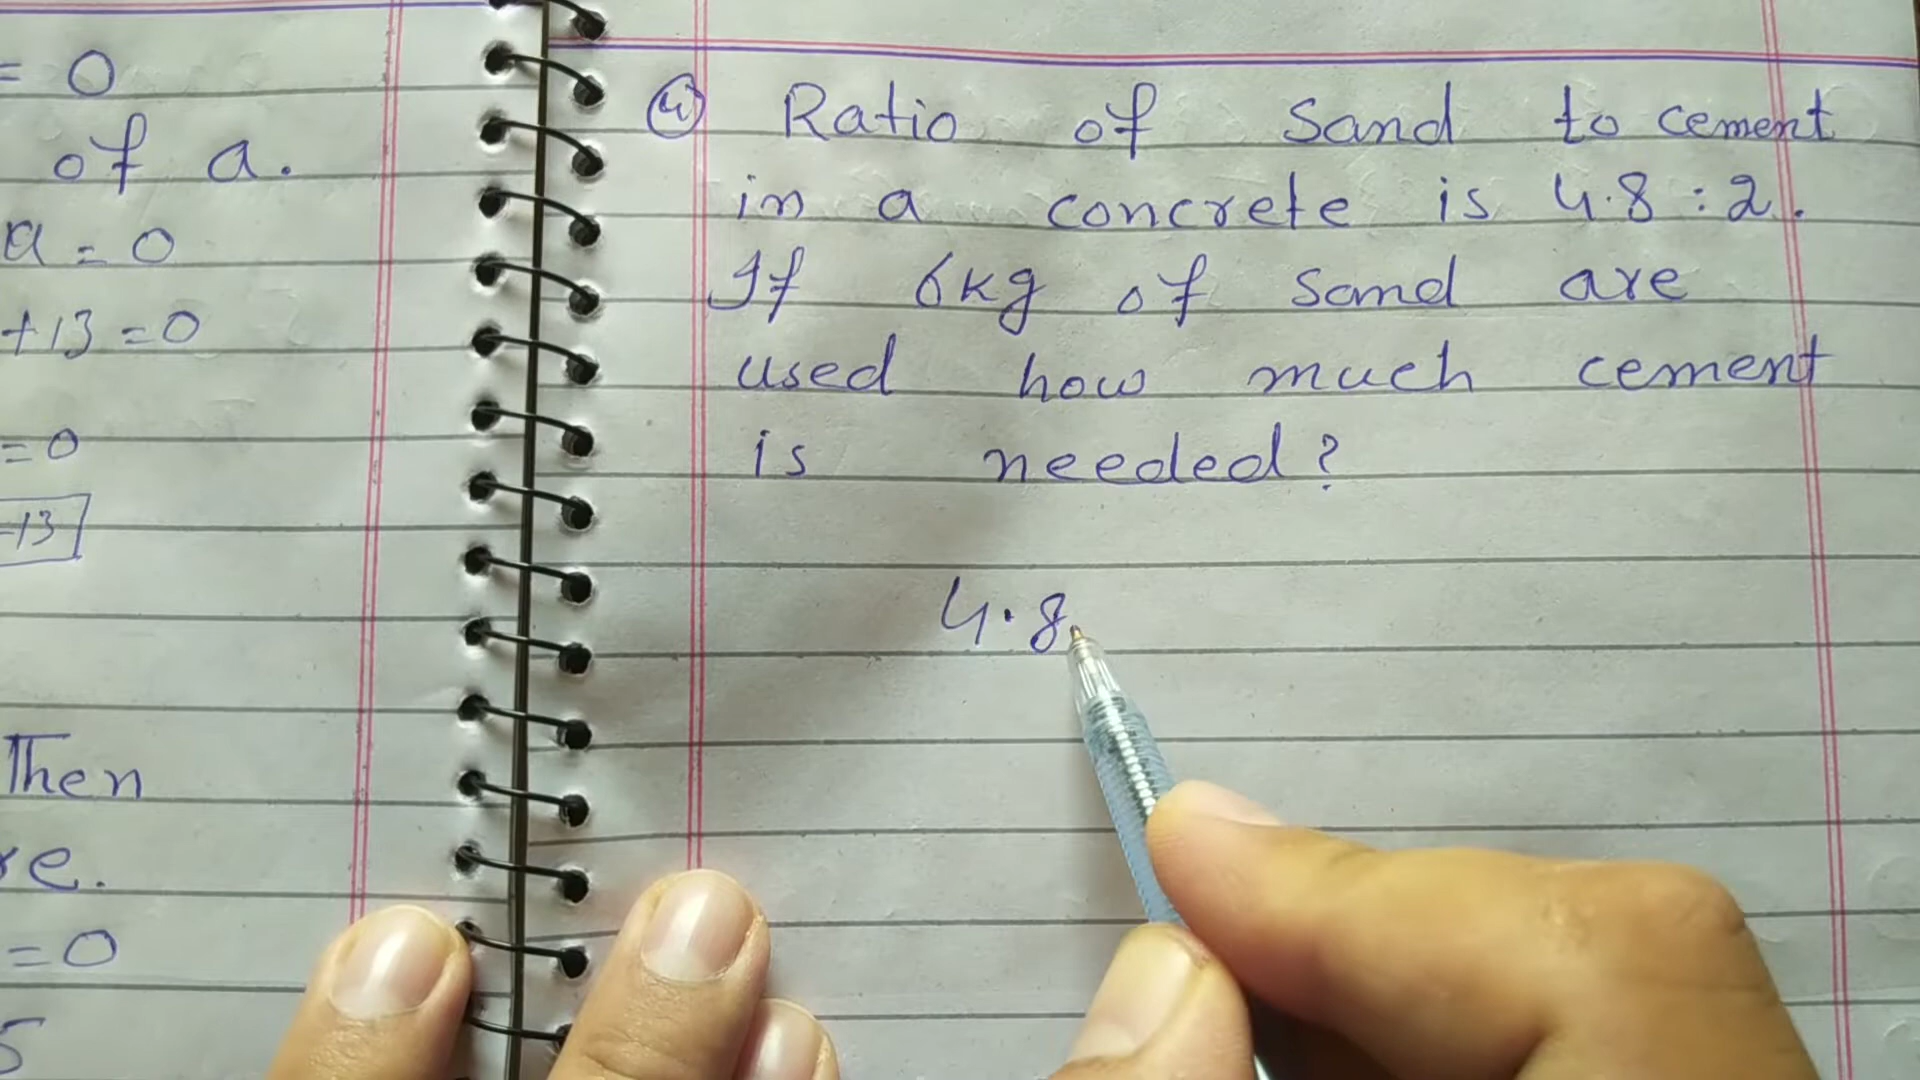 = 0
of a.
a = 0
+13 = 0
= 0
-13
Then
re.
= 0
5
④ Ratio of Sand to cement
in a concrete is 4.8 : 2.
If 6kg of Sand are
used how much cement
is needed?
4.8